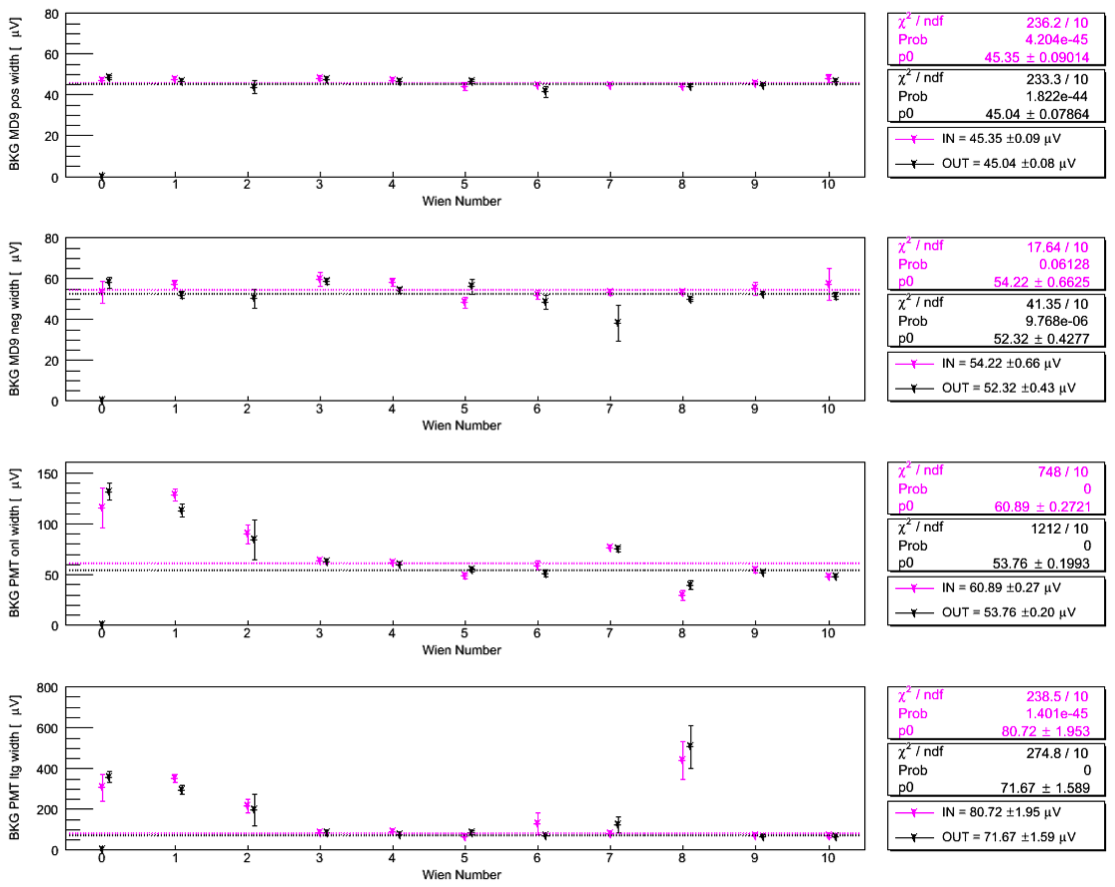 BKG MD9 pos width [ μV]
80
60
40
20
0
0 1 2 3 4 5 6 7 8 9 10
Wien Number
χ² / ndf 236.2 / 10
Prob 4.204e-45
p0 45.35 ± 0.09014
χ² / ndf 233.3 / 10
Prob 1.822e-44
p0 45.04 ± 0.07864
IN = 45.35 ±0.09 μV
OUT = 45.04 ±0.08 μV
BKG MD9 neg width [ μV]
80
60
40
20
0
0 1 2 3 4 5 6 7 8 9 10
Wien Number
χ² / ndf 17.64 / 10
Prob 0.06128
p0 54.22 ± 0.6625
χ² / ndf 41.35 / 10
Prob 9.768e-06
p0 52.32 ± 0.4277
IN = 54.22 ±0.66 μV
OUT = 52.32 ±0.43 μV
BKG PMT onl width [ μV]
150
100
50
0
0 1 2 3 4 5 6 7 8 9 10
Wien Number
χ² / ndf 748 / 10
Prob 0
p0 60.89 ± 0.2721
χ² / ndf 1212 / 10
Prob 0
p0 53.76 ± 0.1993
IN = 60.89 ±0.27 μV
OUT = 53.76 ±0.20 μV
BKG PMT ltg width [ μV]
800
600
400
200
0
0 1 2 3 4 5 6 7 8 9 10
Wien Number
χ² / ndf 238.5 / 10
Prob 1.401e-45
p0 80.72 ± 1.953
χ² / ndf 274.8 / 10
Prob 0
p0 71.67 ± 1.589
IN = 80.72 ±1.95 μV
OUT = 71.67 ±1.59 μV